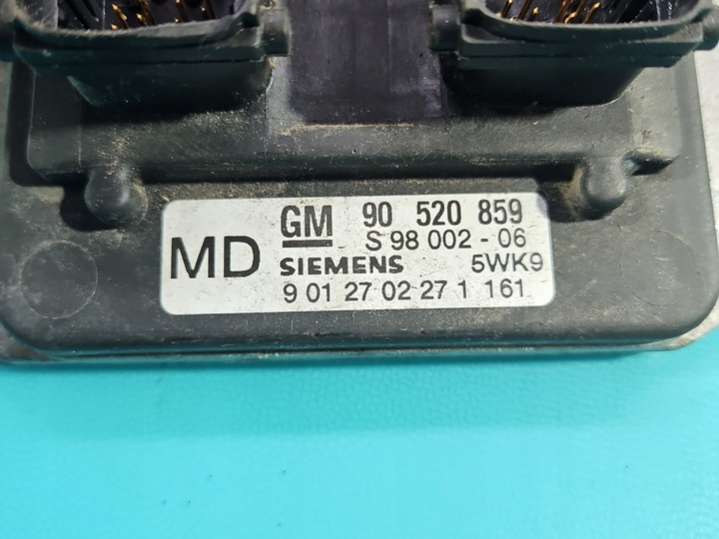 MD
GM 90 520 859
S 98 002 - 06
SIEMENS 5WK9
9 01 27 02 27 1 161